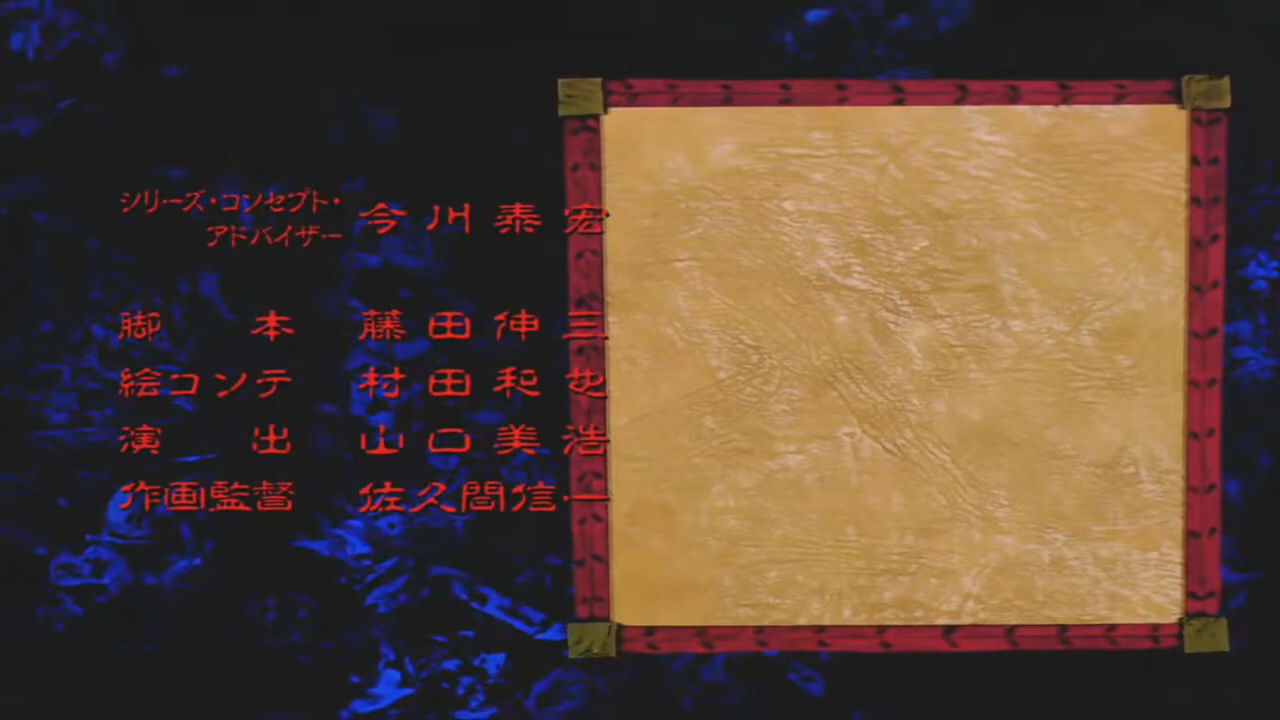 シリーズ・コンセプト・
アドバイザー 今川泰宏
脚本 藤田伸三
絵コンテ 村田和也
演出 山口美浩
作画監督 佐久間信一